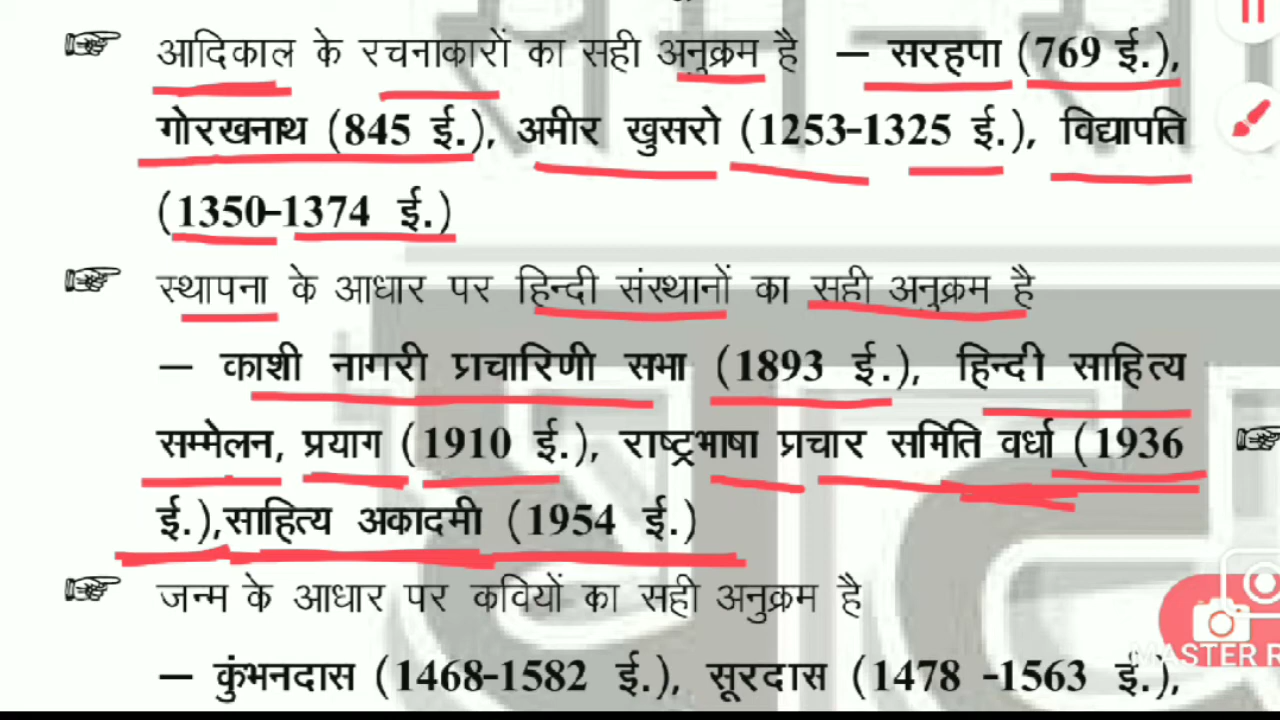 आदिकाल के रचनाकारों का सही अनुक्रम है – सरहपा (769 ई.),
गोरखनाथ (845 ई.), अमीर खुसरो (1253-1325 ई.), विद्यापति
(1350-1374 ई.)
स्थापना के आधार पर हिन्दी संस्थानों का सही अनुक्रम है
– काशी नागरी प्रचारिणी सभा (1893 ई.), हिन्दी साहित्य
सम्मेलन, प्रयाग (1910 ई.), राष्ट्रभाषा प्रचार समिति वर्धा (1936
ई.),साहित्य अकादमी (1954 ई.)
जन्म के आधार पर कवियों का सही अनुक्रम है
– कुंभनदास (1468-1582 ई.), सूरदास (1478 -1563 ई.),
MASTER R